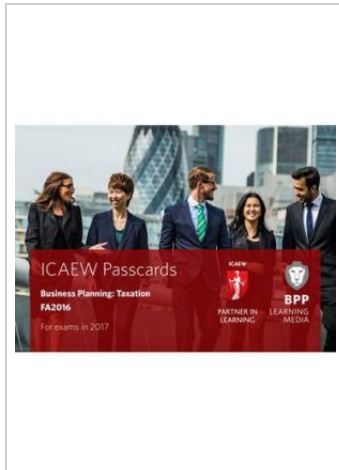 ICAEW Passcards
Business Planning: Taxation
FA2016
For exams in 2017
ICAEW
PARTNER IN
LEARNING
BPP
LEARNING
MEDIA